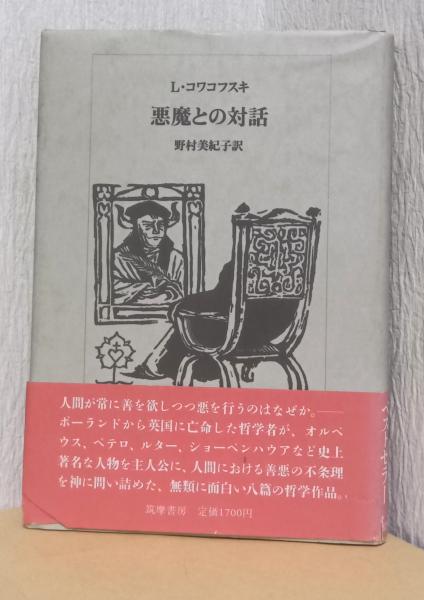 L・コワコフスキ
悪魔との対話
野村美紀子訳
人間が常に善を欲しつつ悪を行うのはなぜか。――
ポーランドから英国に亡命した哲学者が、オルペ
ウス、ペテロ、ルター、ショーペンハウアなど史上
著名な人物を主人公に、人間における善悪の不条理
を神に問い詰めた、無類に面白い八篇の哲学作品。
筑摩書房 定価1700円